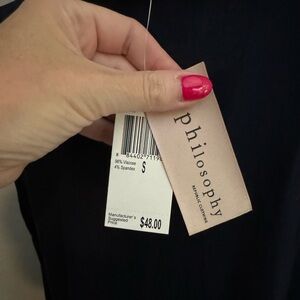 philosophy
REPUBLIC CLOTHING
96% Viscose
4% Spandex
S
Manufacturer's
Suggested
Price
$48.00